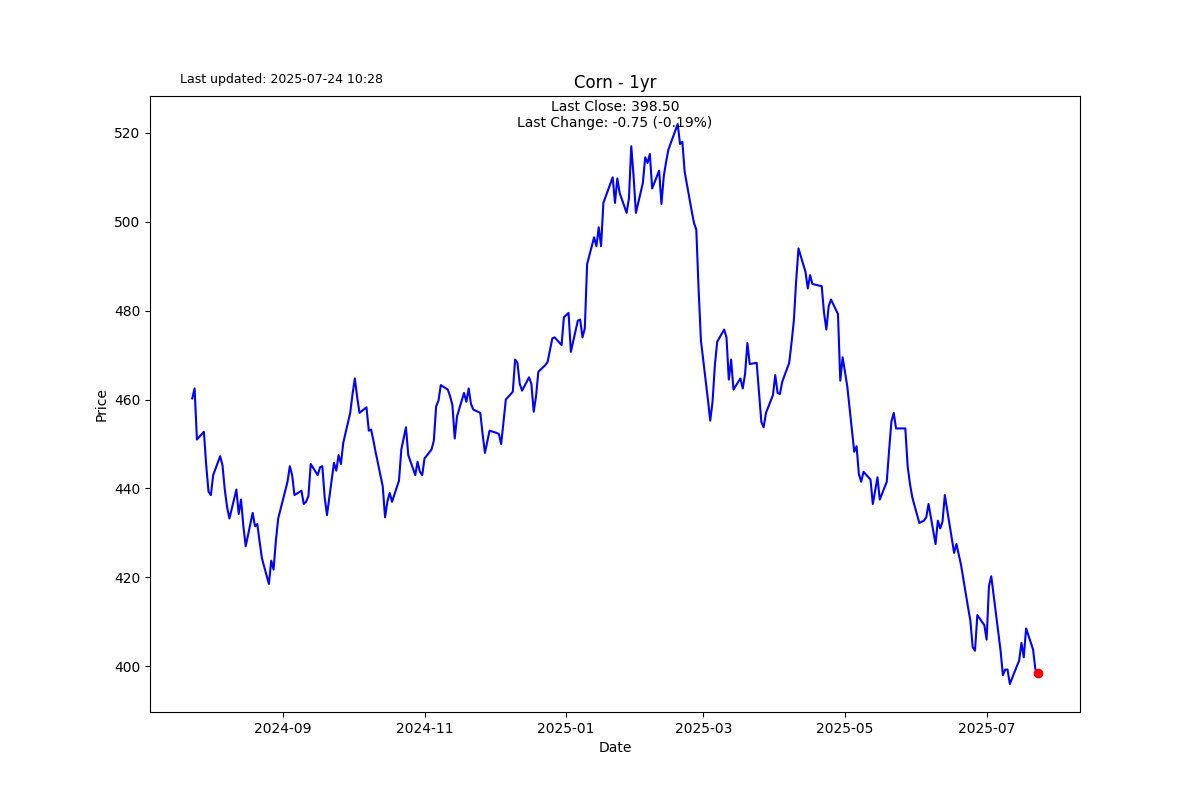 Last updated: 2025-07-24 10:28
Corn - 1yr
Last Close: 398.50
Last Change: -0.75 (-0.19%)
520
500
480
460
440
420
400
Price
2024-09
2024-11
2025-01
2025-03
2025-05
2025-07
Date